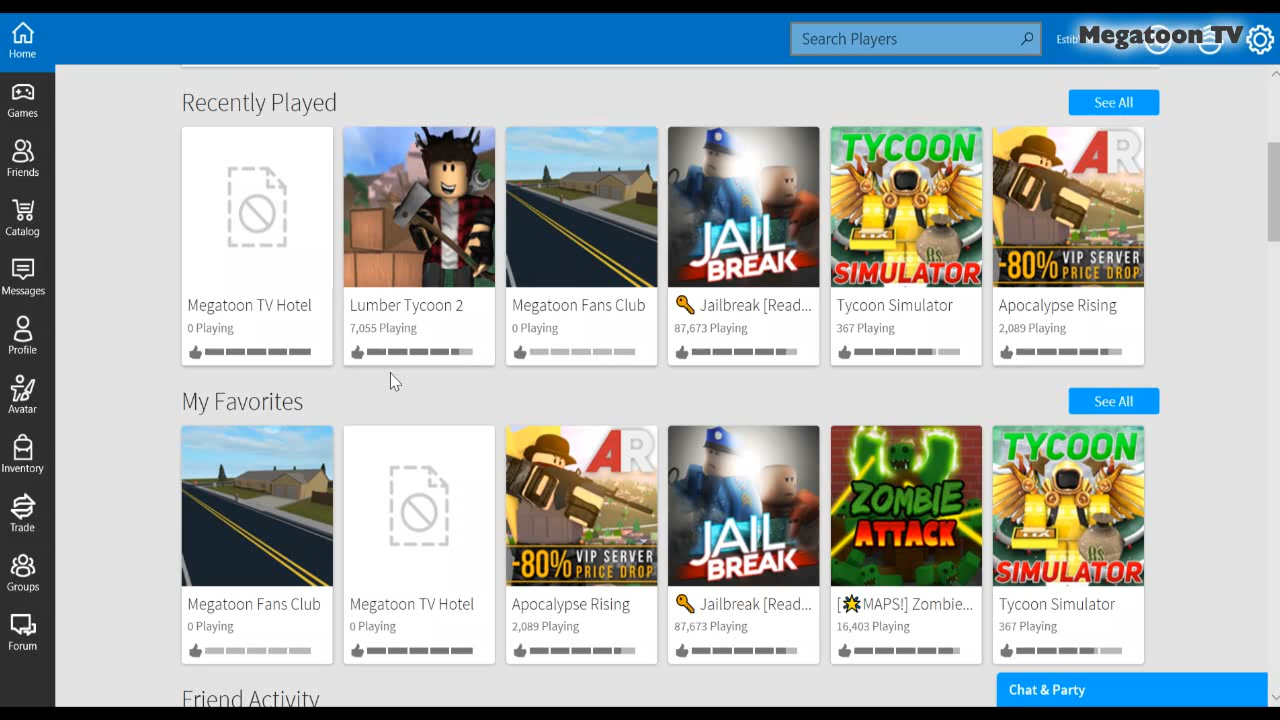 Home
Search Players
Estib
Megatoon TV
Games
Friends
Catalog
Messages
Profile
Avatar
Inventory
Trade
Groups
Forum
Recently Played
See All
JAIL
BREAK
TYCOON
TIX
R$
SIMULATOR
AR
-80% VIP SERVER
PRICE DROP
Megatoon TV Hotel
0 Playing
Lumber Tycoon 2
7,055 Playing
Megatoon Fans Club
0 Playing
🔑 Jailbreak [Read...
87,673 Playing
Tycoon Simulator
367 Playing
Apocalypse Rising
2,089 Playing
My Favorites
See All
AR
-80% VIP SERVER
PRICE DROP
JAIL
BREAK
ZOMBIE
ATTACK
TYCOON
TIX
R$
SIMULATOR
Megatoon Fans Club
0 Playing
Megatoon TV Hotel
0 Playing
Apocalypse Rising
2,089 Playing
🔑 Jailbreak [Read...
87,673 Playing
[🌟MAPS!] Zombie...
16,403 Playing
Tycoon Simulator
367 Playing
Friend Activity
Chat & Party